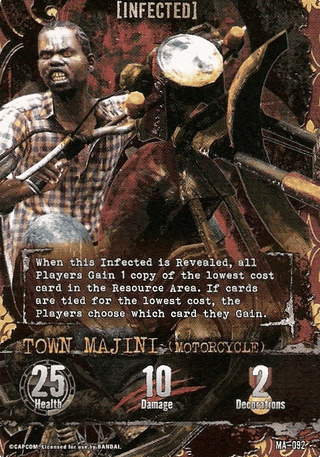 [INFECTED]
When this Infected is Revealed, all
Players Gain 1 copy of the lowest cost
card in the Resource Area. If cards
are tied for the lowest cost, the
Players choose which card they Gain.
TOWN MAJINI (MOTORCYCLE)
25 10 2
Health Damage Decorations
©CAPCOM. Licensed for use by BANDAI. MA-092